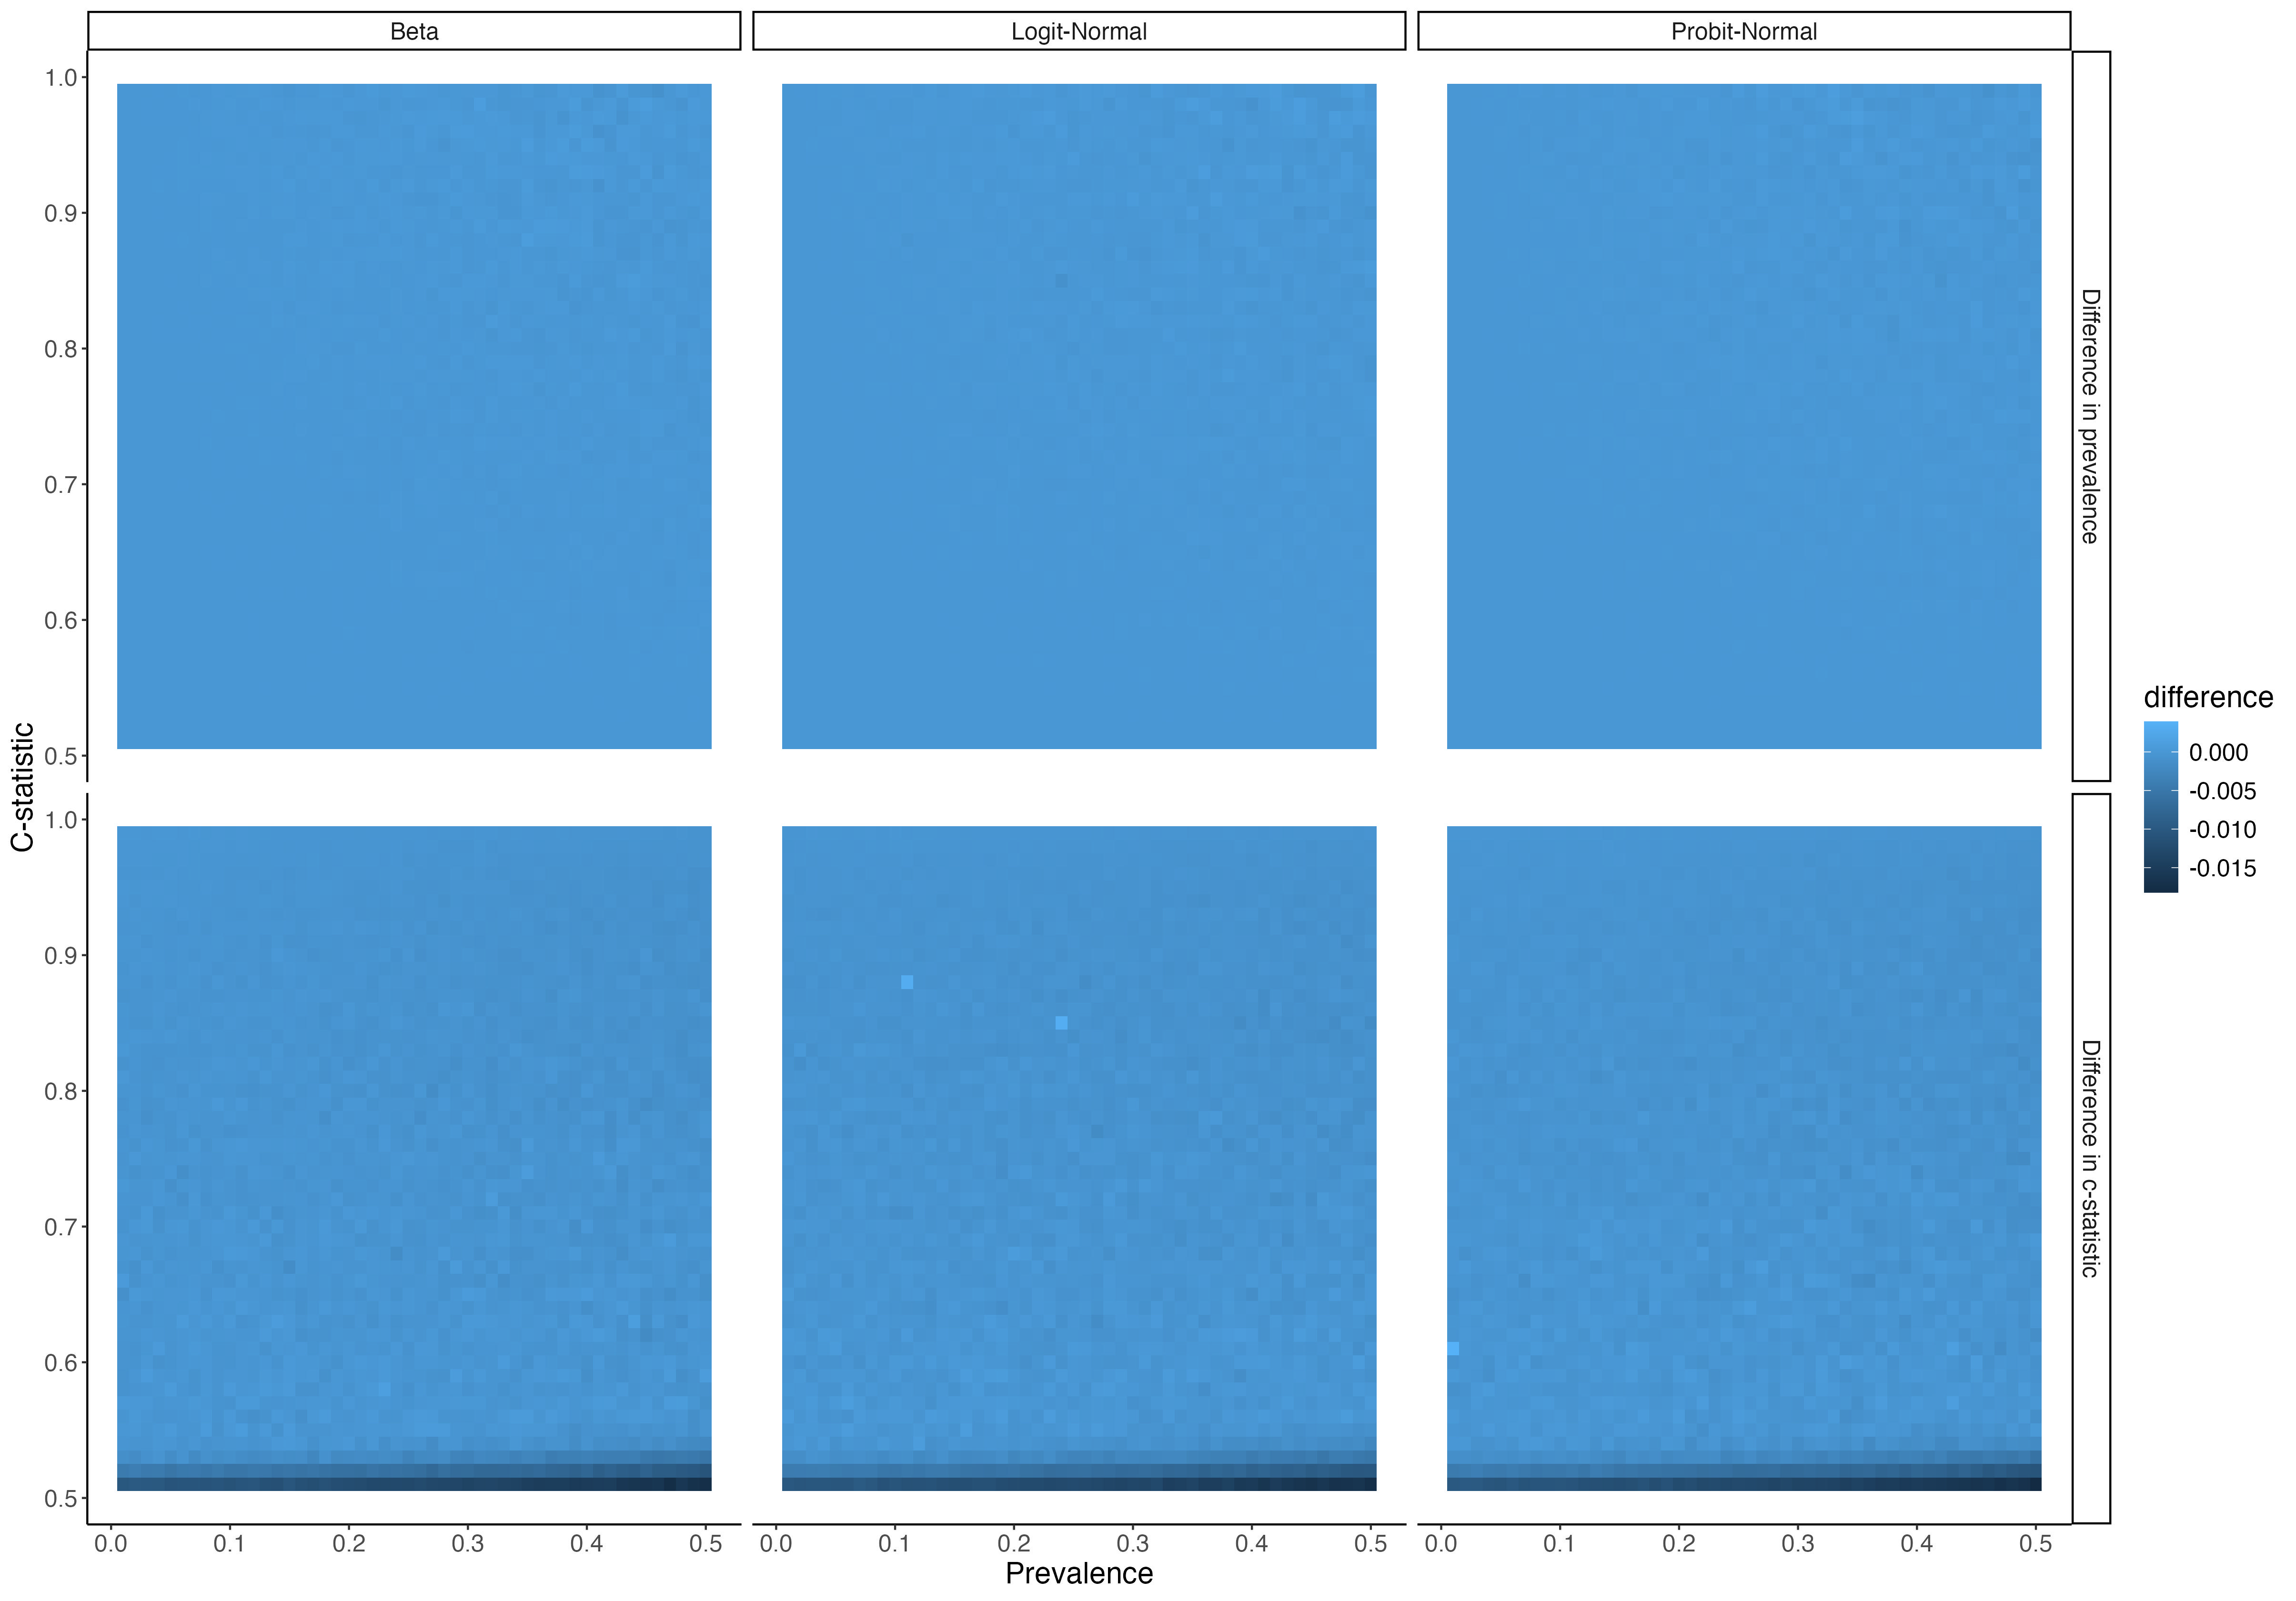 Beta
Logit-Normal
Probit-Normal
1.0
0.9
0.8
0.7
0.6
0.5
Difference in prevalence
C-statistic
1.0
0.9
0.8
0.7
0.6
0.5
Difference in c-statistic
0.0 0.1 0.2 0.3 0.4 0.5
0.0 0.1 0.2 0.3 0.4 0.5
0.0 0.1 0.2 0.3 0.4 0.5
Prevalence
difference
0.000
-0.005
-0.010
-0.015